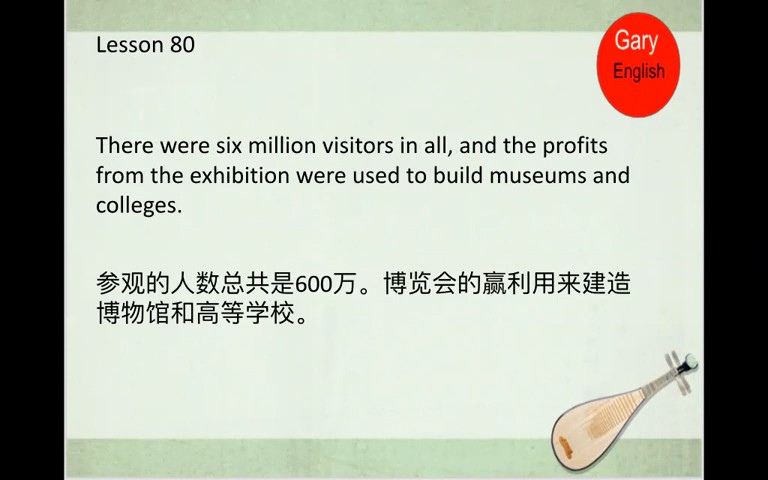 Lesson 80
Gary
English
There were six million visitors in all, and the profits
from the exhibition were used to build museums and
colleges.
参观的人数总共是600万。博览会的赢利用来建造
博物馆和高等学校。